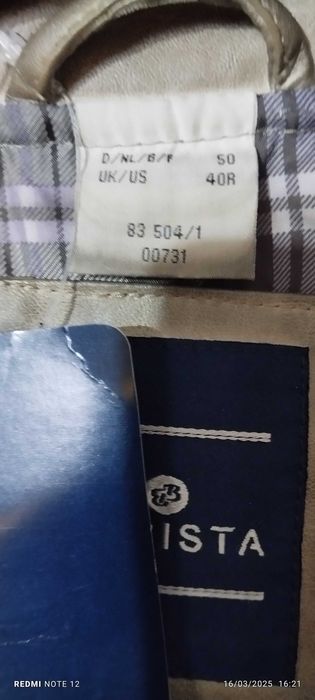 D/NL/B/F 50
UK/US 40R
83 504/1
00731
ISTA
REDMI NOTE 12
16/03/2025 16:21